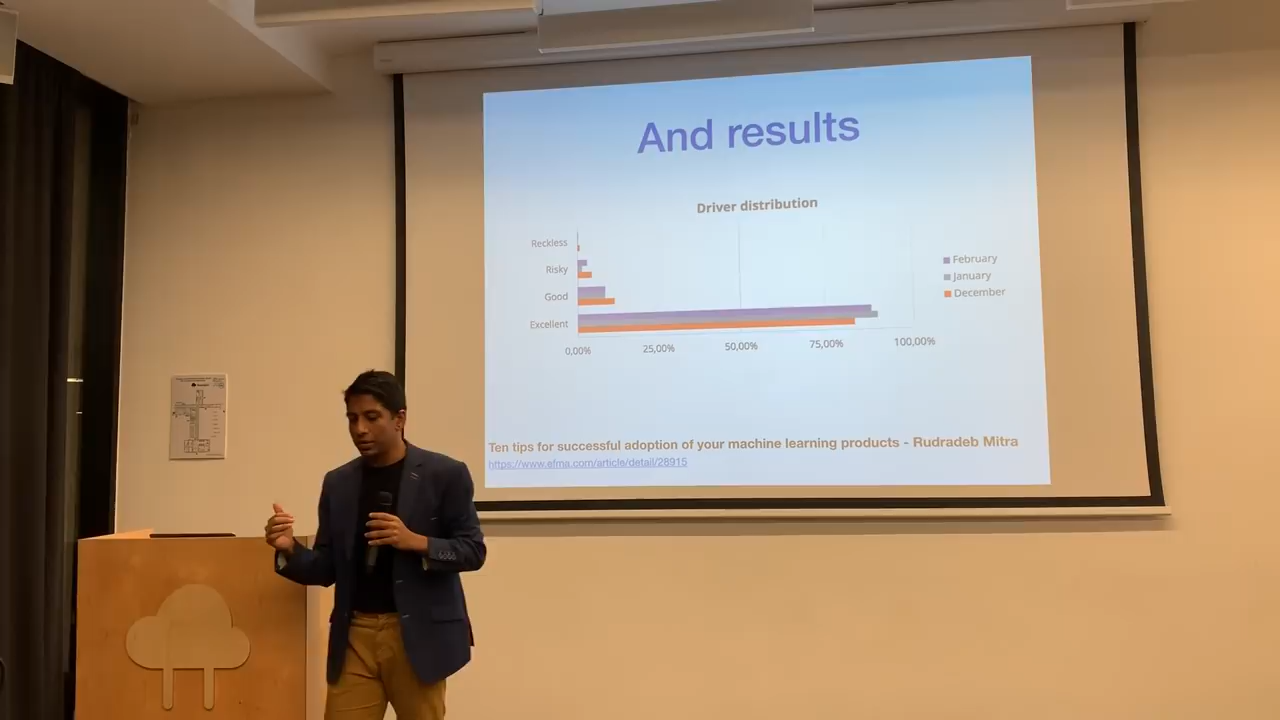 And results
Driver distribution
Reckless
Risky
Good
Excellent
0,00%
25,00%
50,00%
75,00%
100,00%
February
January
December
Ten tips for successful adoption of your machine learning products - Rudradeb Mitra
https://www.efma.com/article/detail/28915